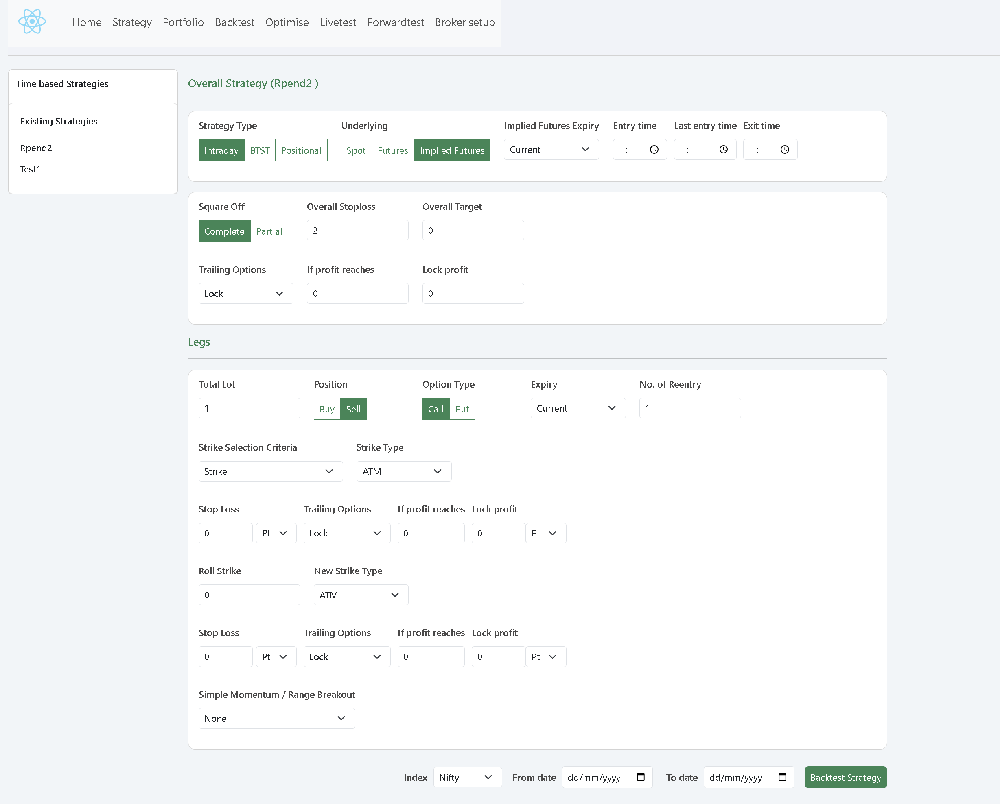 Home Strategy Portfolio Backtest Optimise Livetest Forwardtest Broker setup
Time based Strategies
Existing Strategies
Rpend2
Test1
Overall Strategy (Rpend2 )
Strategy Type Underlying Implied Futures Expiry Entry time Last entry time Exit time
Intraday BTST Positional Spot Futures Implied Futures Current --:-- --:-- --:--
Square Off Overall Stoploss Overall Target
Complete Partial 2 0
Trailing Options If profit reaches Lock profit
Lock 0 0
Legs
Total Lot Position Option Type Expiry No. of Reentry
1 Buy Sell Call Put Current 1
Strike Selection Criteria Strike Type
Strike ATM
Stop Loss Trailing Options If profit reaches Lock profit
0 Pt Lock 0 0 Pt
Roll Strike New Strike Type
0 ATM
Stop Loss Trailing Options If profit reaches Lock profit
0 Pt Lock 0 0 Pt
Simple Momentum / Range Breakout
None
Index Nifty From date dd/mm/yyyy To date dd/mm/yyyy Backtest Strategy